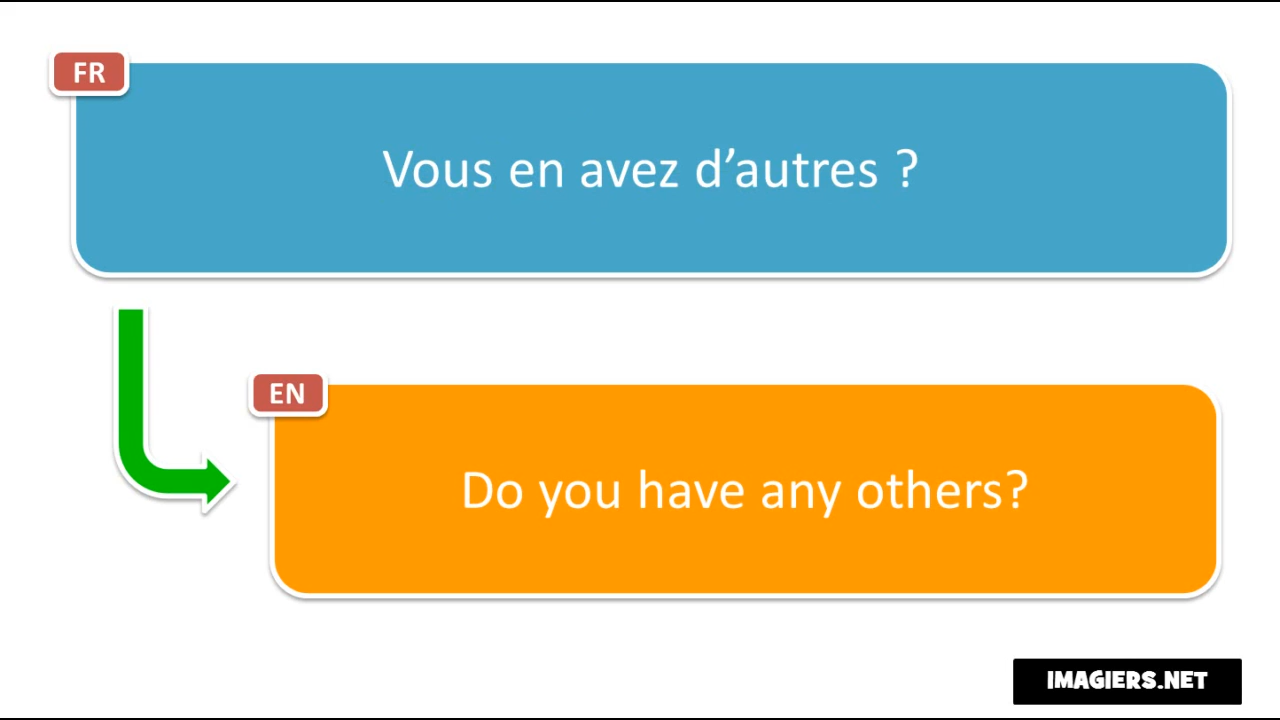 FR
Vous en avez d’autres ?
EN
Do you have any others?
IMAGIERS.NET